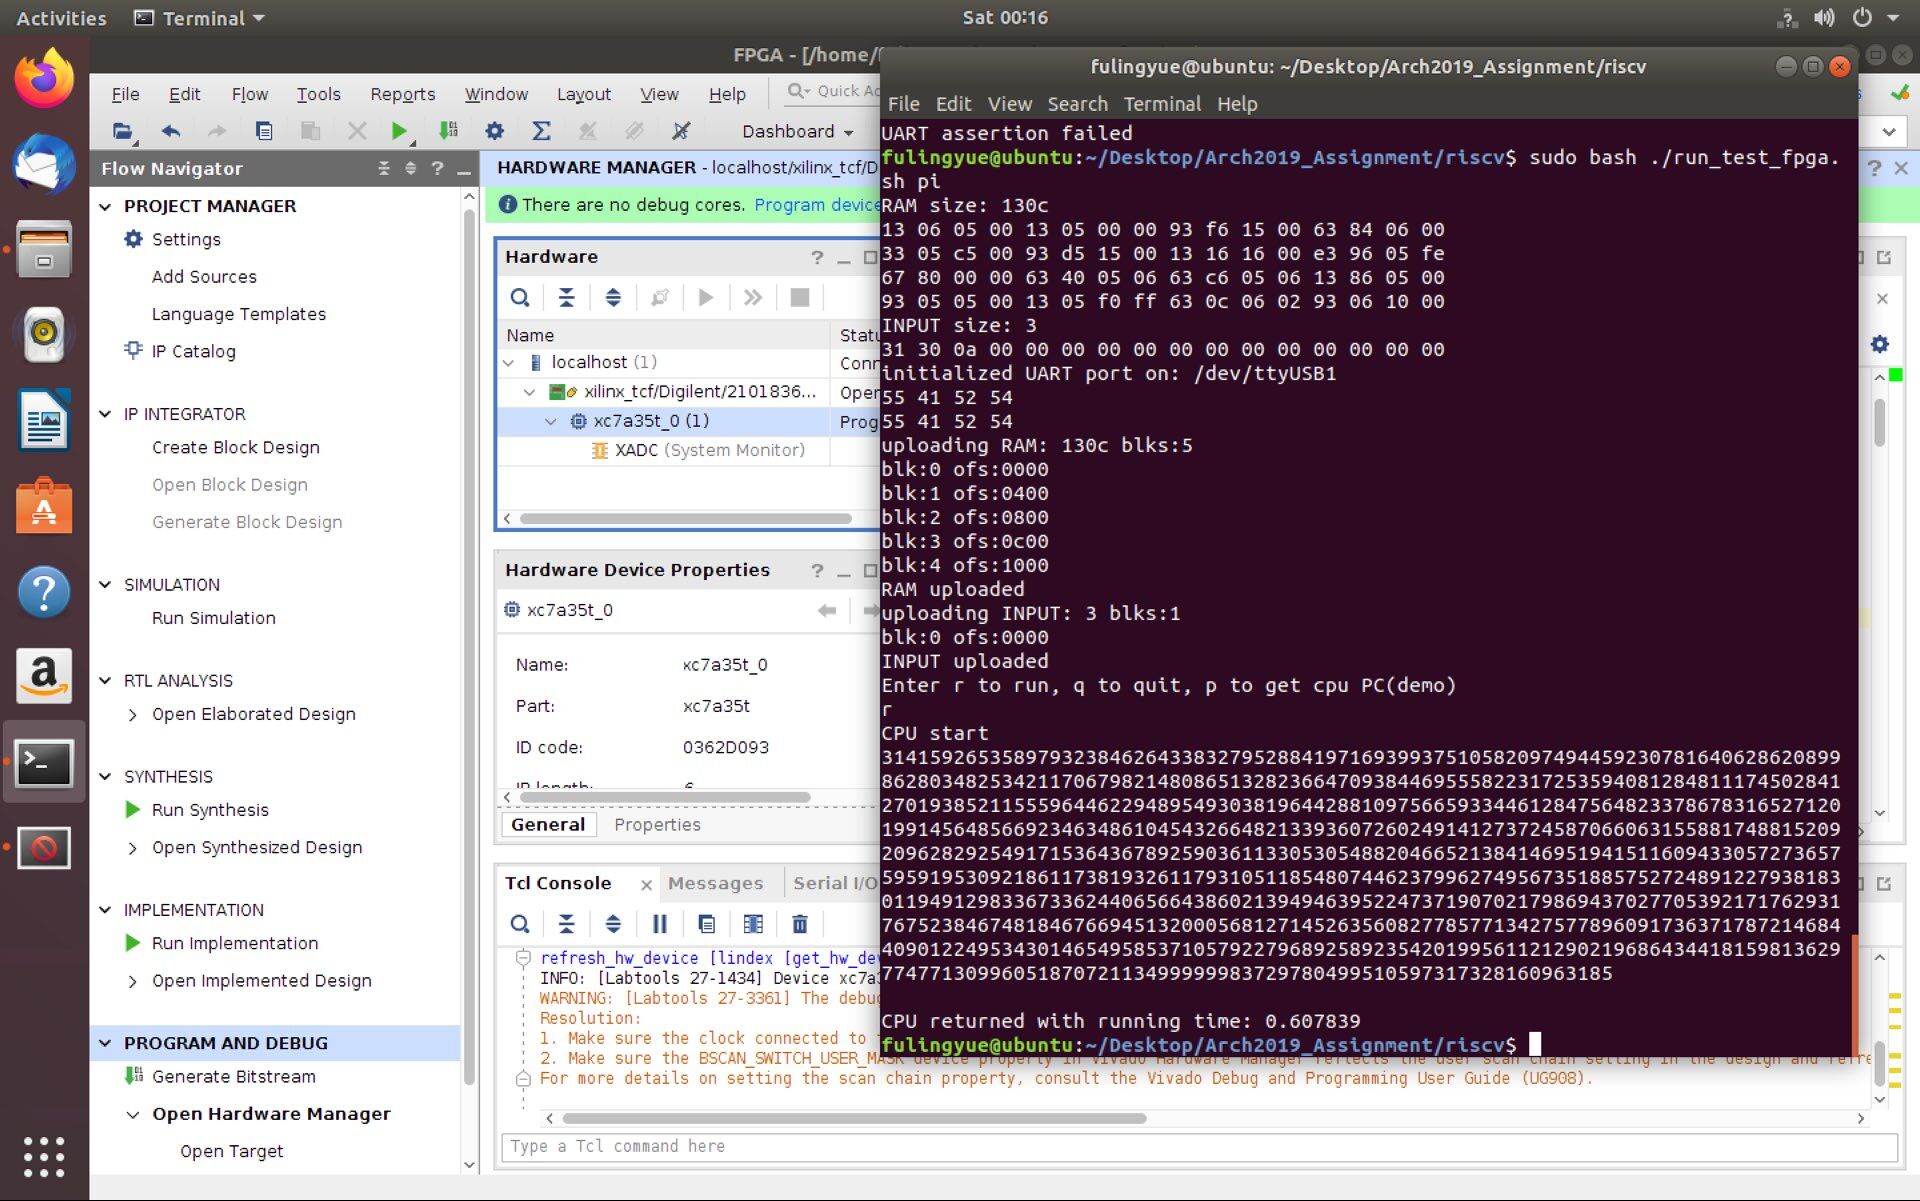 Activities
Terminal
Sat 00:16
FPGA - [/home/f
File Edit Flow Tools Reports Window Layout View Help
Quick Ac
Dashboard
Flow Navigator
PROJECT MANAGER
Settings
Add Sources
Language Templates
IP Catalog
IP INTEGRATOR
Create Block Design
Open Block Design
Generate Block Design
SIMULATION
Run Simulation
RTL ANALYSIS
Open Elaborated Design
SYNTHESIS
Run Synthesis
Open Synthesized Design
IMPLEMENTATION
Run Implementation
Open Implemented Design
PROGRAM AND DEBUG
Generate Bitstream
Open Hardware Manager
Open Target
HARDWARE MANAGER - localhost/xilinx_tcf/D
There are no debug cores. Program device
Hardware
Name Statu
localhost (1) Conn
xilinx_tcf/Digilent/2101836... Open
xc7a35t_0 (1) Prog
XADC (System Monitor)
Hardware Device Properties
xc7a35t_0
Name: xc7a35t_0
Part: xc7a35t
ID code: 0362D093
General Properties
Tcl Console Messages Serial I/O
refresh_hw_device [lindex [get_hw_dev
INFO: [Labtools 27-1434] Device xc7a3
WARNING: [Labtools 27-3361] The debug
Resolution:
1. Make sure the clock connected to
2. Make sure the BSCAN_SWITCH_USER_MASK device property in Vivado Hardware Manager reflects the user scan chain setting in the design and refre
For more details on setting the scan chain property, consult the Vivado Debug and Programming User Guide (UG908).
Type a Tcl command here
fulingyue@ubuntu: ~/Desktop/Arch2019_Assignment/riscv
File Edit View Search Terminal Help
UART assertion failed
fulingyue@ubuntu:~/Desktop/Arch2019_Assignment/riscv$ sudo bash ./run_test_fpga.
sh pi
RAM size: 130c
13 06 05 00 13 05 00 00 93 f6 15 00 63 84 06 00
33 05 c5 00 93 d5 15 00 13 16 16 00 e3 96 05 fe
67 80 00 00 63 40 05 06 63 c6 05 06 13 86 05 00
93 05 05 00 13 05 f0 ff 63 0c 06 02 93 06 10 00
INPUT size: 3
31 30 0a 00 00 00 00 00 00 00 00 00 00 00 00 00
initialized UART port on: /dev/ttyUSB1
55 41 52 54
55 41 52 54
uploading RAM: 130c blks:5
blk:0 ofs:0000
blk:1 ofs:0400
blk:2 ofs:0800
blk:3 ofs:0c00
blk:4 ofs:1000
RAM uploaded
uploading INPUT: 3 blks:1
blk:0 ofs:0000
INPUT uploaded
Enter r to run, q to quit, p to get cpu PC(demo)
r
CPU start
314159265358979323846264338327950288419716939937510582097494459230781640628620899
86280348253421170679821480865132823664709384469555822317253594081284811174502841
27019385211555964462294895493038196442881097566593344612847564823378678316527120
19914564856692346348610454326648213393607260249141273724587066063155881748815209
20962829254917153643678925903611330530548820466521384146951941511609433057273657
59591953092186117381932611793105118548074462379962749567351885752724891227938183
01194912983367336244065664386021394946395224737190702179869437027705392171762931
76752384674818467669451320005681271452635608277857713427577896091736371787214684
40901224953430146549585371057922796892589235420199561121290219686434418159813629
7747713099605187072113499999983729780499510597317328160963185
CPU returned with running time: 0.607839
fulingyue@ubuntu:~/Desktop/Arch2019_Assignment/riscv$